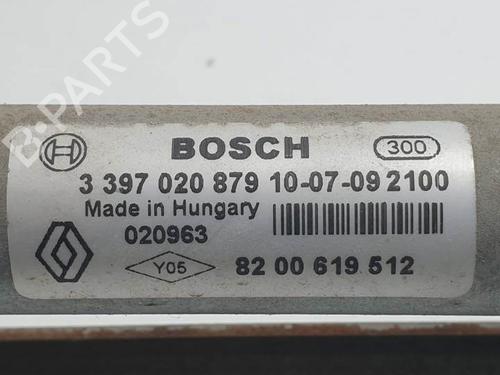 B-PARTS
BOSCH 300
3 397 020 879 10-07-09 2100
Made in Hungary
020963
Y05 82 00 619 512